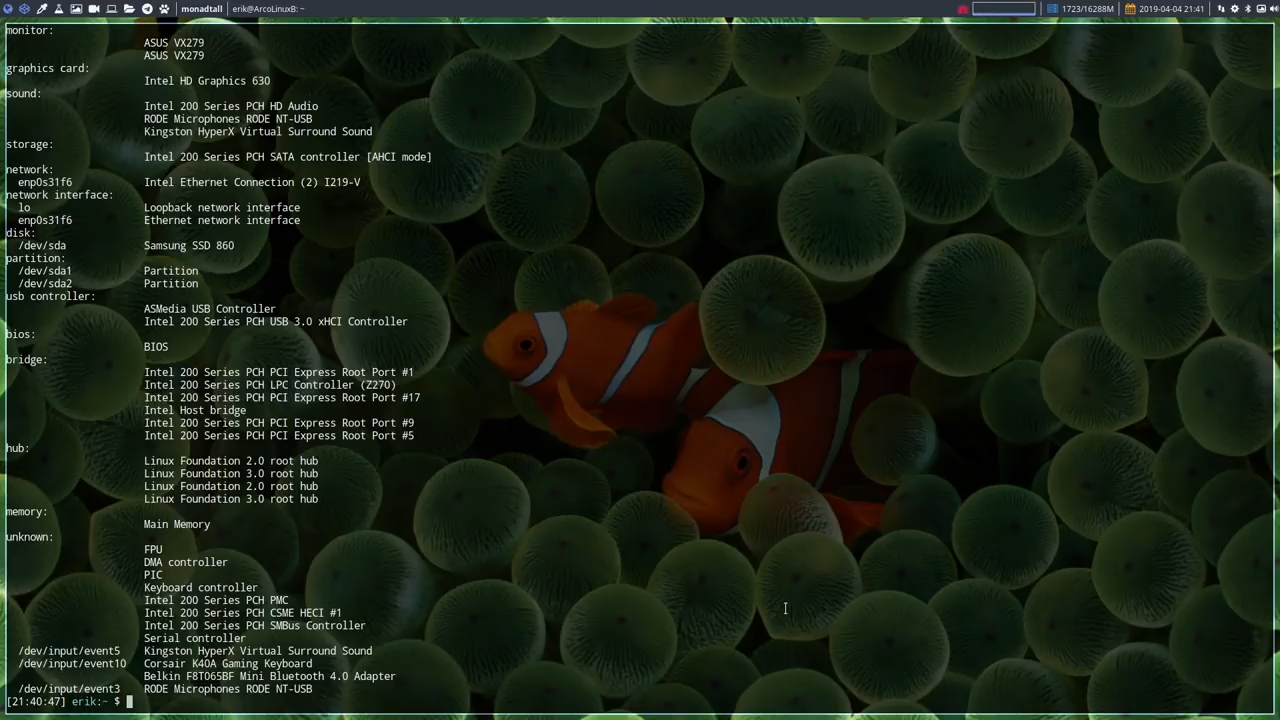 monadtall erik@ArcoLinuxB: ~ 1723/16288M 2019-04-04 21:41
monitor:
ASUS VX279
ASUS VX279
graphics card:
Intel HD Graphics 630
sound:
Intel 200 Series PCH HD Audio
RODE Microphones RODE NT-USB
Kingston HyperX Virtual Surround Sound
storage:
Intel 200 Series PCH SATA controller [AHCI mode]
network:
enp0s31f6 Intel Ethernet Connection (2) I219-V
network interface:
lo Loopback network interface
enp0s31f6 Ethernet network interface
disk:
/dev/sda Samsung SSD 860
partition:
/dev/sda1 Partition
/dev/sda2 Partition
usb controller:
ASMedia USB Controller
Intel 200 Series PCH USB 3.0 xHCI Controller
bios:
BIOS
bridge:
Intel 200 Series PCH PCI Express Root Port #1
Intel 200 Series PCH LPC Controller (Z270)
Intel 200 Series PCH PCI Express Root Port #17
Intel Host bridge
Intel 200 Series PCH PCI Express Root Port #9
Intel 200 Series PCH PCI Express Root Port #5
hub:
Linux Foundation 2.0 root hub
Linux Foundation 3.0 root hub
Linux Foundation 2.0 root hub
Linux Foundation 3.0 root hub
memory:
Main Memory
unknown:
FPU
DMA controller
PIC
Keyboard controller
Intel 200 Series PCH PMC
Intel 200 Series PCH CSME HECI #1
Intel 200 Series PCH SMBus Controller
Serial controller
/dev/input/event5 Kingston HyperX Virtual Surround Sound
/dev/input/event10 Corsair K40A Gaming Keyboard
Belkin F8T065BF Mini Bluetooth 4.0 Adapter
/dev/input/event3 RODE Microphones RODE NT-USB
[21:40:47] erik:~ $